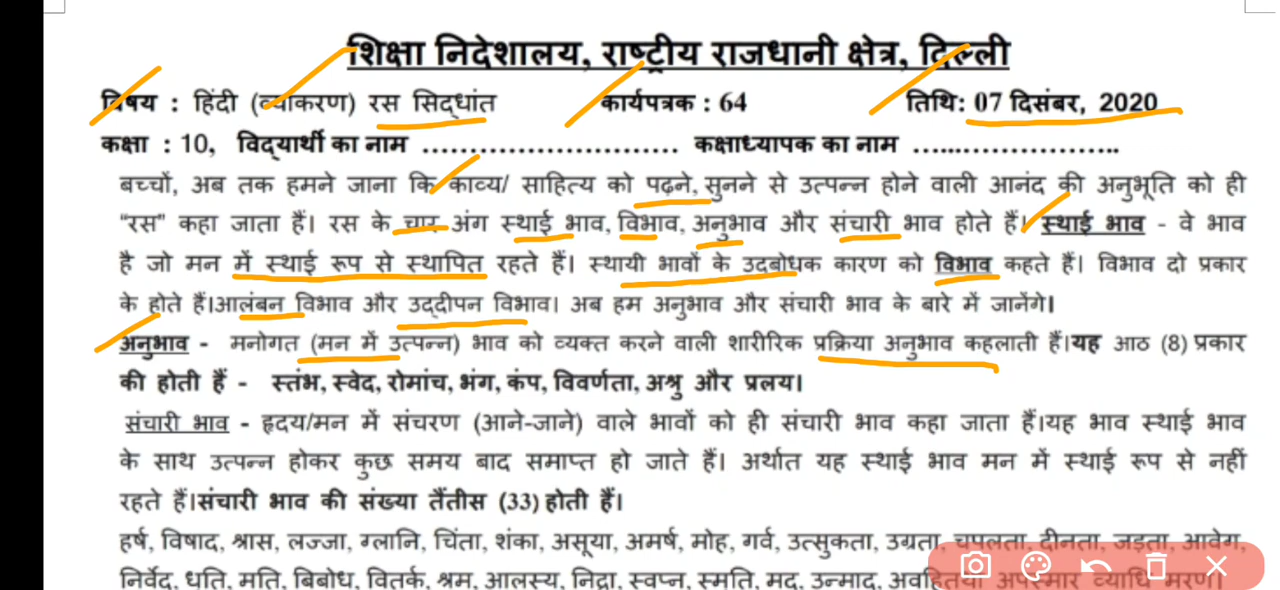 शिक्षा निदेशालय, राष्ट्रीय राजधानी क्षेत्र, दिल्ली
विषय : हिंदी (व्याकरण) रस सिद्धांत कार्यपत्रक : 64 तिथि: 07 दिसंबर, 2020
कक्षा : 10, विद्यार्थी का नाम ………………………… कक्षाध्यापक का नाम …………………..
बच्चों, अब तक हमने जाना कि काव्य/ साहित्य को पढ़ने, सुनने से उत्पन्न होने वाली आनंद की अनुभूति को ही
“रस” कहा जाता हैं। रस के चार अंग स्थाई भाव, विभाव, अनुभाव और संचारी भाव होते हैं। स्थाई भाव - वे भाव
है जो मन में स्थाई रूप से स्थापित रहते हैं। स्थायी भावों के उदबोधक कारण को विभाव कहते हैं। विभाव दो प्रकार
के होते हैं।आलंबन विभाव और उद्दीपन विभाव। अब हम अनुभाव और संचारी भाव के बारे में जानेंगे।
अनुभाव - मनोगत (मन में उत्पन्न) भाव को व्यक्त करने वाली शारीरिक प्रक्रिया अनुभाव कहलाती हैं।यह आठ (8) प्रकार
की होती हैं - स्तंभ, स्वेद, रोमांच, भंग, कंप, विवर्णता, अश्रु और प्रलय।
संचारी भाव - हृदय/मन में संचरण (आने-जाने) वाले भावों को ही संचारी भाव कहा जाता हैं।यह भाव स्थाई भाव
के साथ उत्पन्न होकर कुछ समय बाद समाप्त हो जाते हैं। अर्थात यह स्थाई भाव मन में स्थाई रूप से नहीं
रहते हैं।संचारी भाव की संख्या तैंतीस (33) होती हैं।
हर्ष, विषाद, श्रास, लज्जा, ग्लानि, चिंता, शंका, असूया, अमर्ष, मोह, गर्व, उत्सुकता, उग्रता, चपलता, दीनता, जड़ता, आवेग,
निर्वेद, धृति, मति, बिबोध, वितर्क, श्रम, आलस्य, निद्रा, स्वप्न, स्मृति, मद, उन्माद, अपस्मार व्याधि मरण।